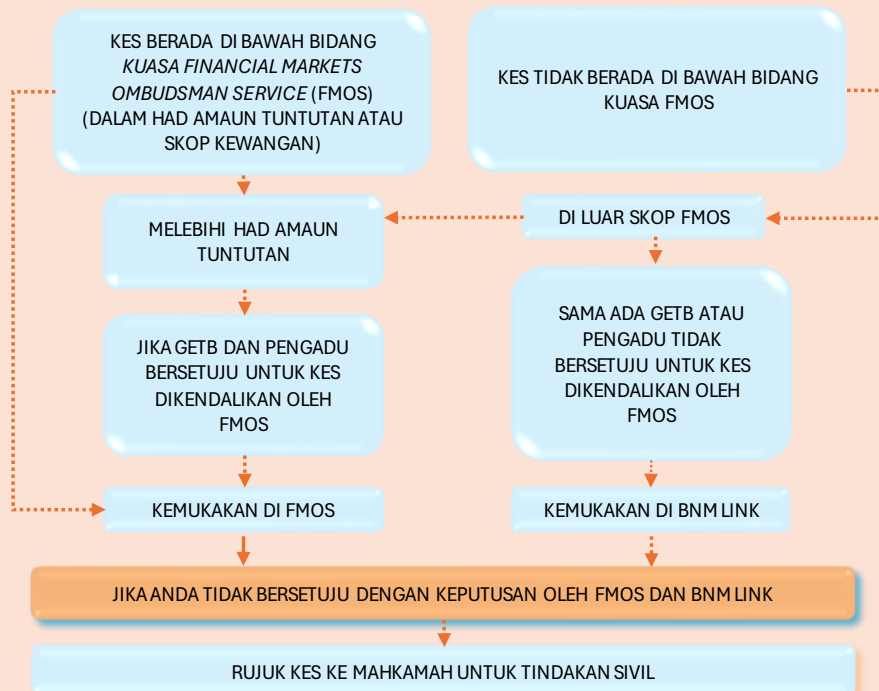 KES BERADA DI BAWAH BIDANG
KUASA FINANCIAL MARKETS
OMBUDSMAN SERVICE (FMOS)
(DALAM HAD AMAUN TUNTUTAN ATAU
SKOP KEWANGAN)
KES TIDAK BERADA DI BAWAH BIDANG
KUASA FMOS
MELEBIHI HAD AMAUN
TUNTUTAN
DI LUAR SKOP FMOS
JIKA GETB DAN PENGADU
BERSETUJU UNTUK KES
DIKENDALIKAN OLEH
FMOS
SAMA ADA GETB ATAU
PENGADU TIDAK
BERSETUJU UNTUK KES
DIKENDALIKAN OLEH
FMOS
KEMUKAKAN DI FMOS
KEMUKAKAN DI BNM LINK
JIKA ANDA TIDAK BERSETUJU DENGAN KEPUTUSAN OLEH FMOS DAN BNM LINK
RUJUK KES KE MAHKAMAH UNTUK TINDAKAN SIVIL